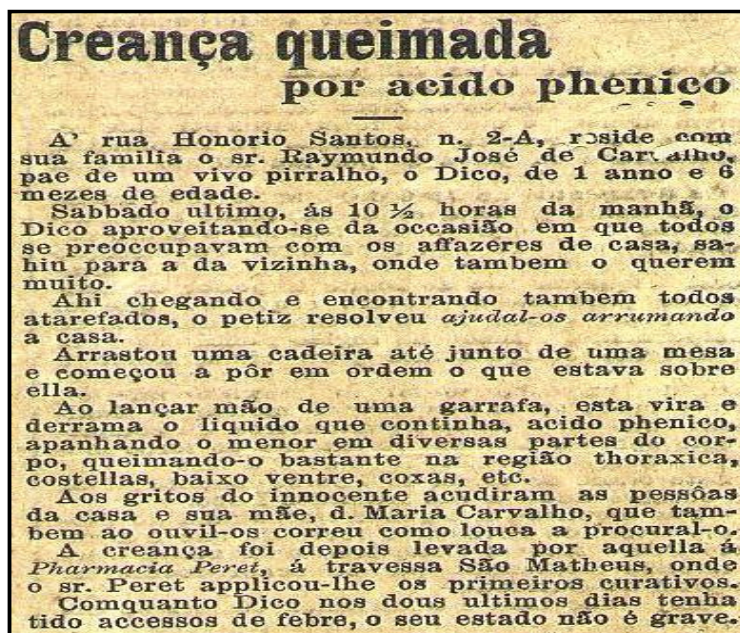 Creança queimada
por acido phenico
A' rua Honorio Santos, n. 2-A, reside com
sua familia o sr. Raymundo José de Carvalho,
pae de um vivo pirralho, o Dico, de 1 anno e 6
mezes de edade.
Sabbado ultimo, ás 10 ½ horas da manhã, o
Dico aproveitando-se da occasião em que todos
se preoccupavam com os affazeres de casa, sa-
hiu para a da vizinha, onde tambem o querem
muito.
Ahi chegando e encontrando tambem todos
atarefados, o petiz resolveu ajudal-os arrumando
a casa.
Arrastou uma cadeira até junto de uma mesa
e começou a pôr em ordem o que estava sobre
ella.
Ao lançar mão de uma garrafa, esta vira e
derrama o liquido que continha, acido phenico,
apanhando o menor em diversas partes do cor-
po, queimando-o bastante na região thoraxica,
costellas, baixo ventre, coxas, etc.
Aos gritos do innocente acudiram as pessôas
da casa e sua mãe, d. Maria Carvalho, que tam-
bem ao ouvil-os correu como louca a procural-o.
A creança foi depois levada por aquella á
Pharmacia Peret, á travessa São Matheus, onde
o sr. Peret applicou-lhe os primeiros curativos.
Comquanto Dico nos dous ultimos dias tenha
tido accessos de febre, o seu estado não é grave.